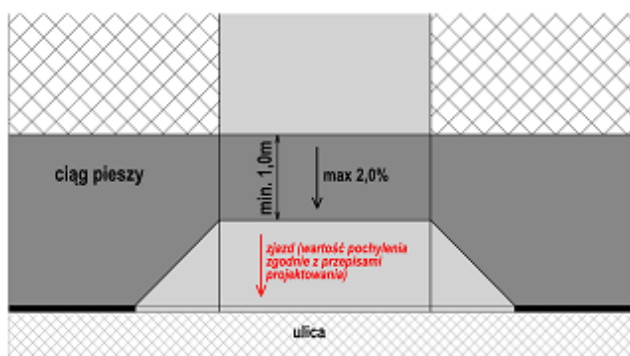 ciąg pieszy
min. 1,0m
max 2,0%
zjazd (wartość pochylenia
zgodnie z przepisami
projektowania)
ulica